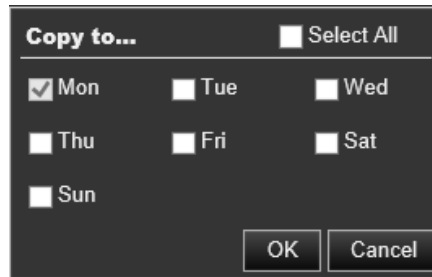 Copy to... Select All
Mon Tue Wed
Thu Fri Sat
Sun
OK Cancel